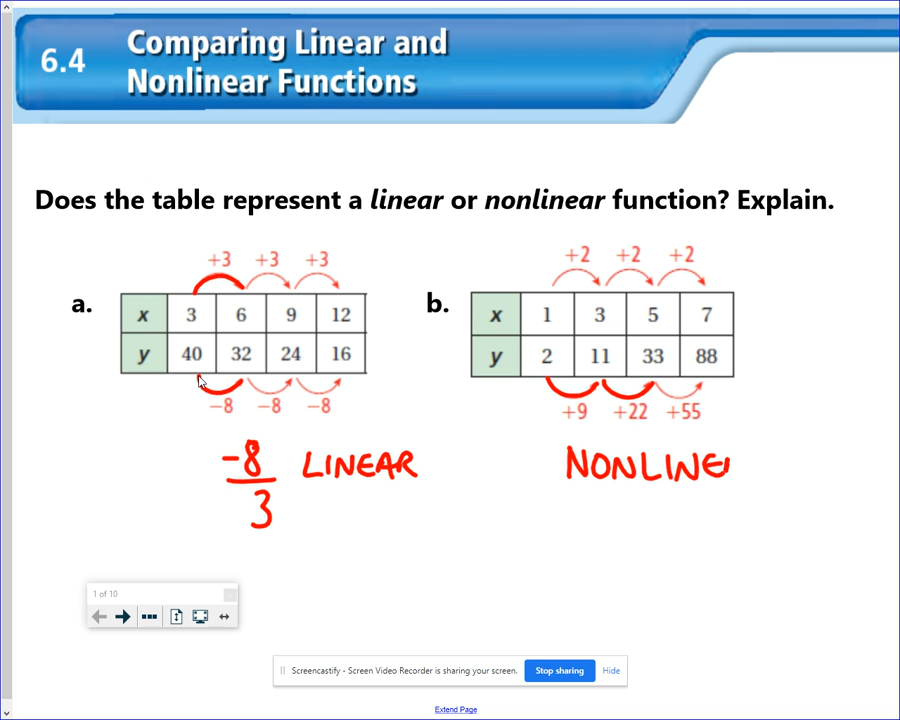 6.4 Comparing Linear and
Nonlinear Functions
Does the table represent a linear or nonlinear function? Explain.
+3 +3 +3
a.
x 3 6 9 12
y 40 32 24 16
−8 −8 −8
-8
3
LINEAR
+2 +2 +2
b.
x 1 3 5 7
y 2 11 33 88
+9 +22 +55
NONLINE
1 of 10
Screencastify - Screen Video Recorder is sharing your screen. Stop sharing Hide
Extend Page